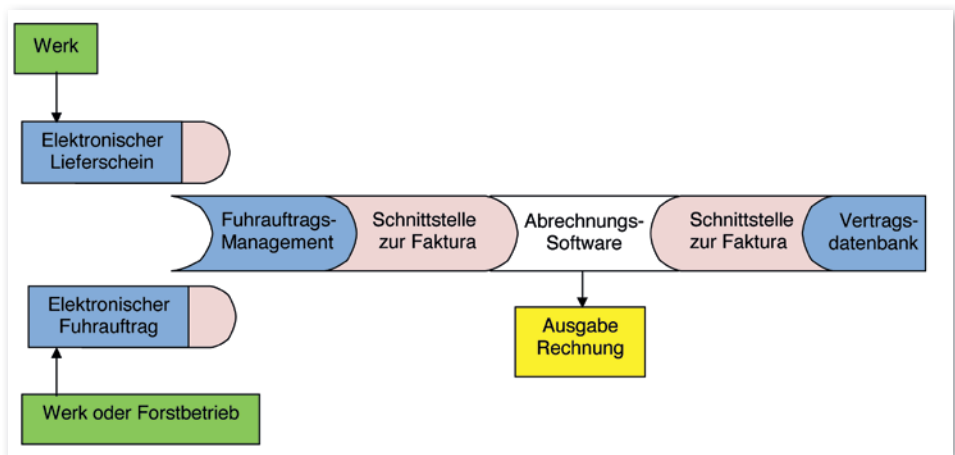 Werk
Elektronischer
Lieferschein
Fuhrauftrags-
Management
Schnittstelle
zur Faktura
Abrechnungs-
Software
Schnittstelle
zur Faktura
Vertrags-
datenbank
Elektronischer
Fuhrauftrag
Ausgabe
Rechnung
Werk oder Forstbetrieb